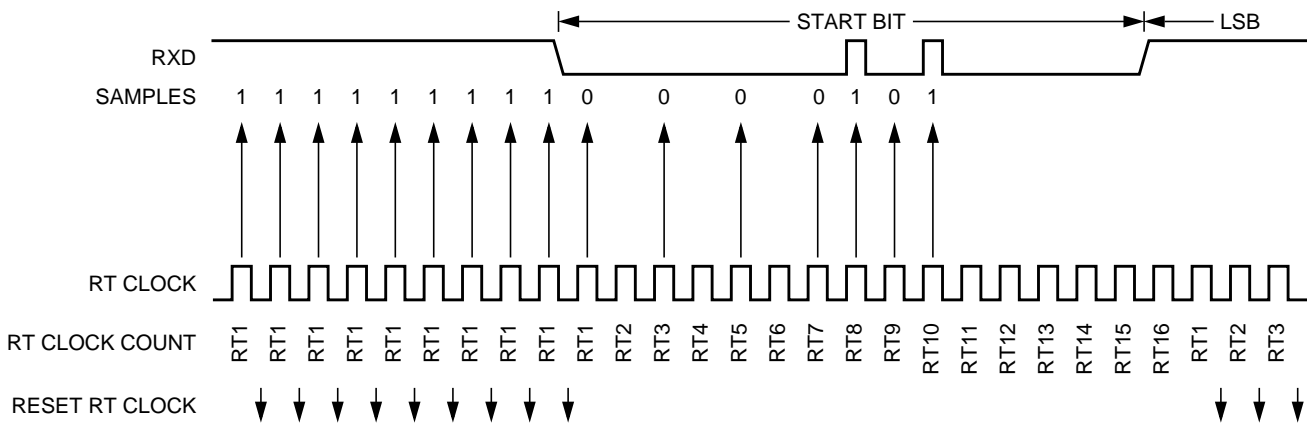 START BIT LSB
RXD
SAMPLES 1 1 1 1 1 1 1 1 1 0 0 0 0 1 0 1
RT CLOCK
RT CLOCK COUNT RT1 RT1 RT1 RT1 RT1 RT1 RT1 RT1 RT1 RT1 RT2 RT3 RT4 RT5 RT6 RT7 RT8 RT9 RT10 RT11 RT12 RT13 RT14 RT15 RT16 RT1 RT2 RT3
RESET RT CLOCK